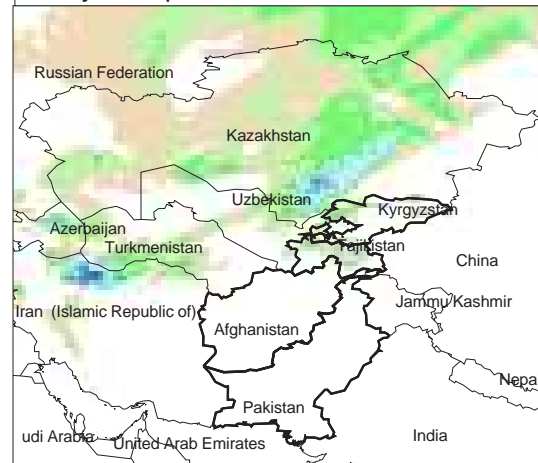 Russian Federation
Kazakhstan
Uzbekistan
Kyrgyzstan
Azerbaijan
Turkmenistan
Tajikistan
China
Jammu Kashmir
Iran (Islamic Republic of)
Afghanistan
Nepa
Pakistan
udi Arabia
United Arab Emirates
India